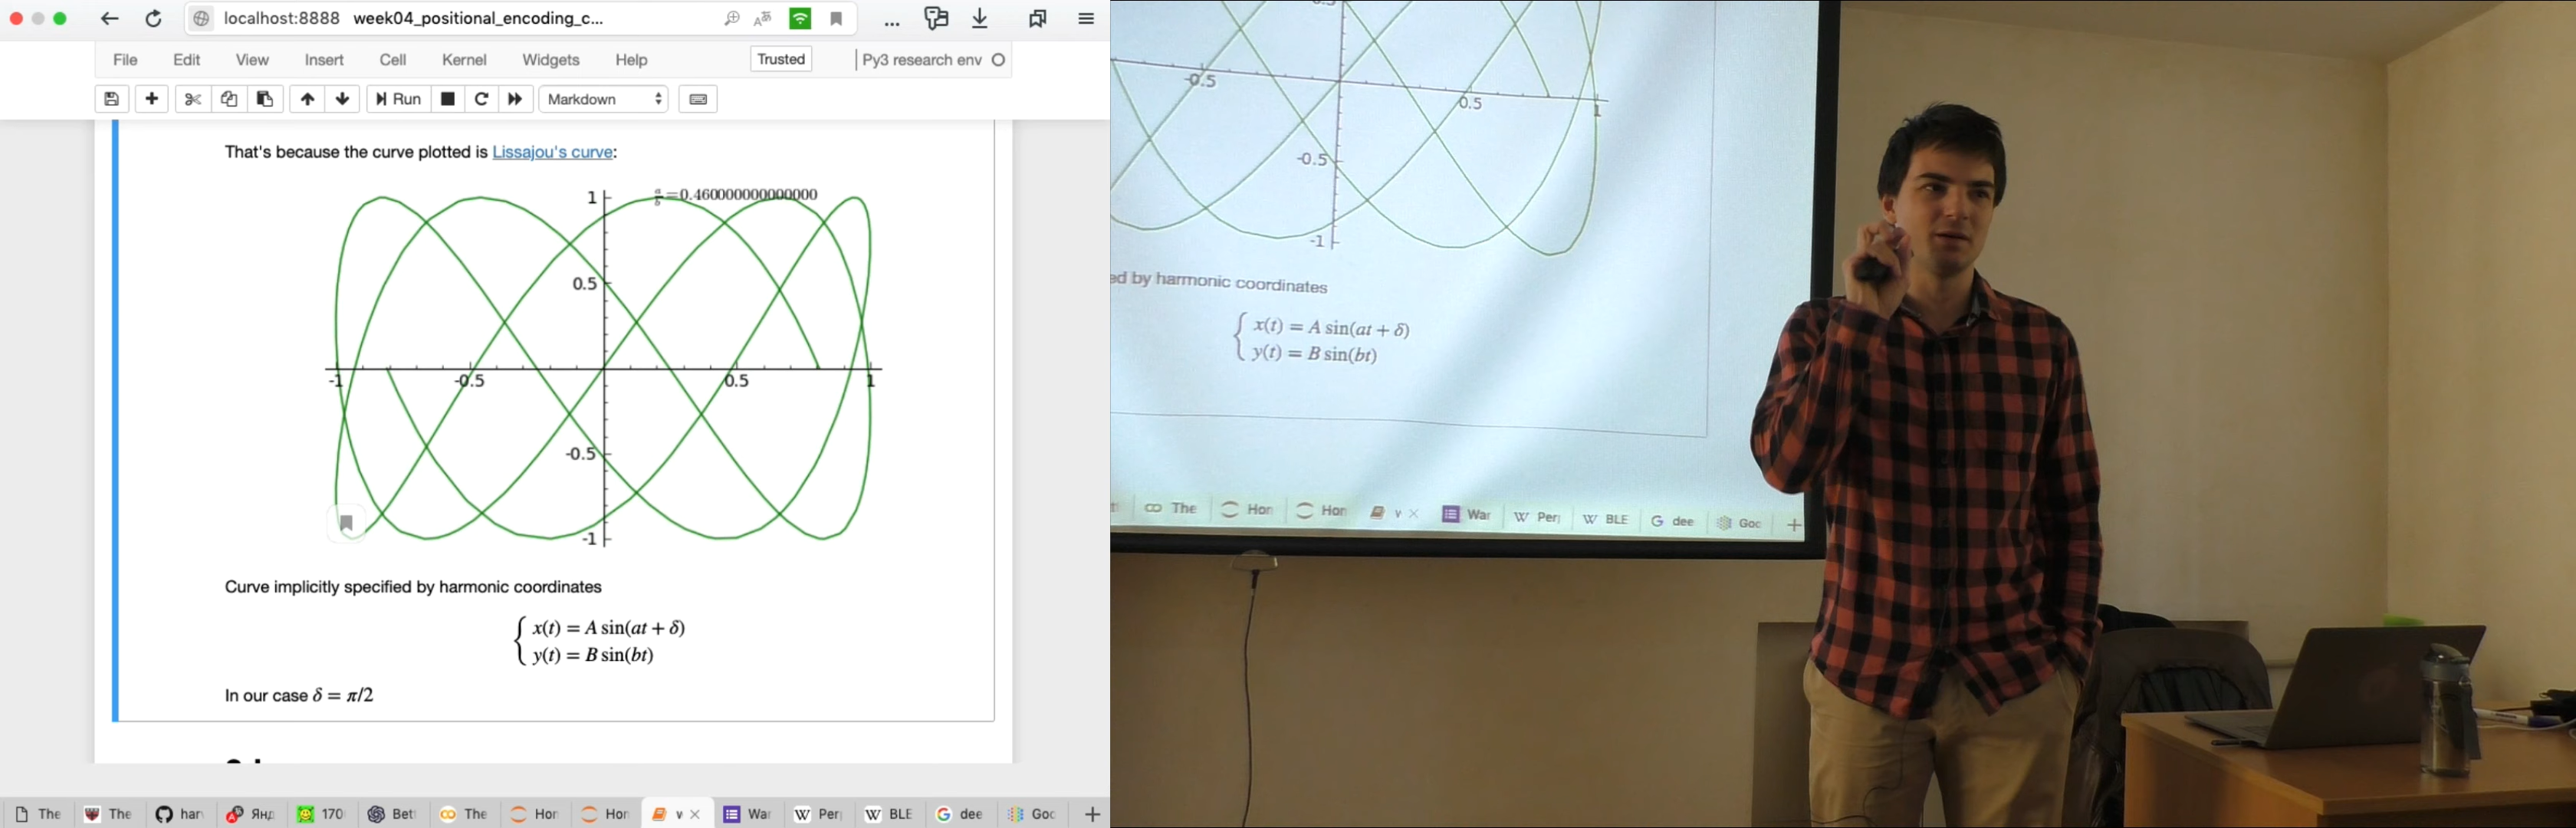 localhost:8888 week04_positional_encoding_c...
File Edit View Insert Cell Kernel Widgets Help Trusted Py3 research env
Run Markdown
That's because the curve plotted is Lissajou's curve:
a/b=0.460000000000000
1
0.5
-1 -0.5 0.5 1
-0.5
-1
Curve implicitly specified by harmonic coordinates
x(t) = A sin(at + δ)
y(t) = B sin(bt)
In our case δ = π/2
The The har Янд 170 Bet The Hor Hor v War Per BLE dee Goc
-0.5 0.5 1
-0.5
-1
ed by harmonic coordinates
x(t) = A sin(at + δ)
y(t) = B sin(bt)
The Hor Hor v War Per BLE dee Goc